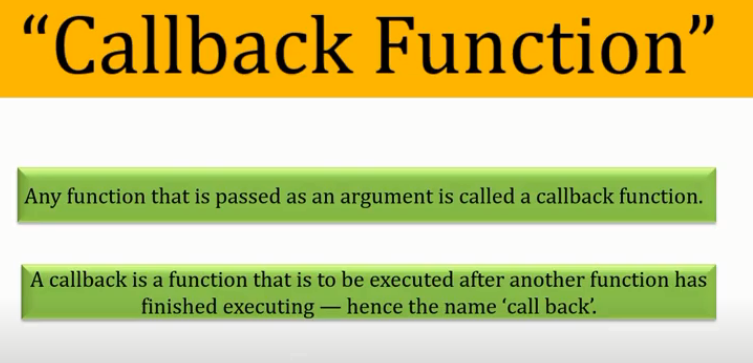 “Callback Function”
Any function that is passed as an argument is called a callback function.
A callback is a function that is to be executed after another function has
finished executing — hence the name ‘call back’.